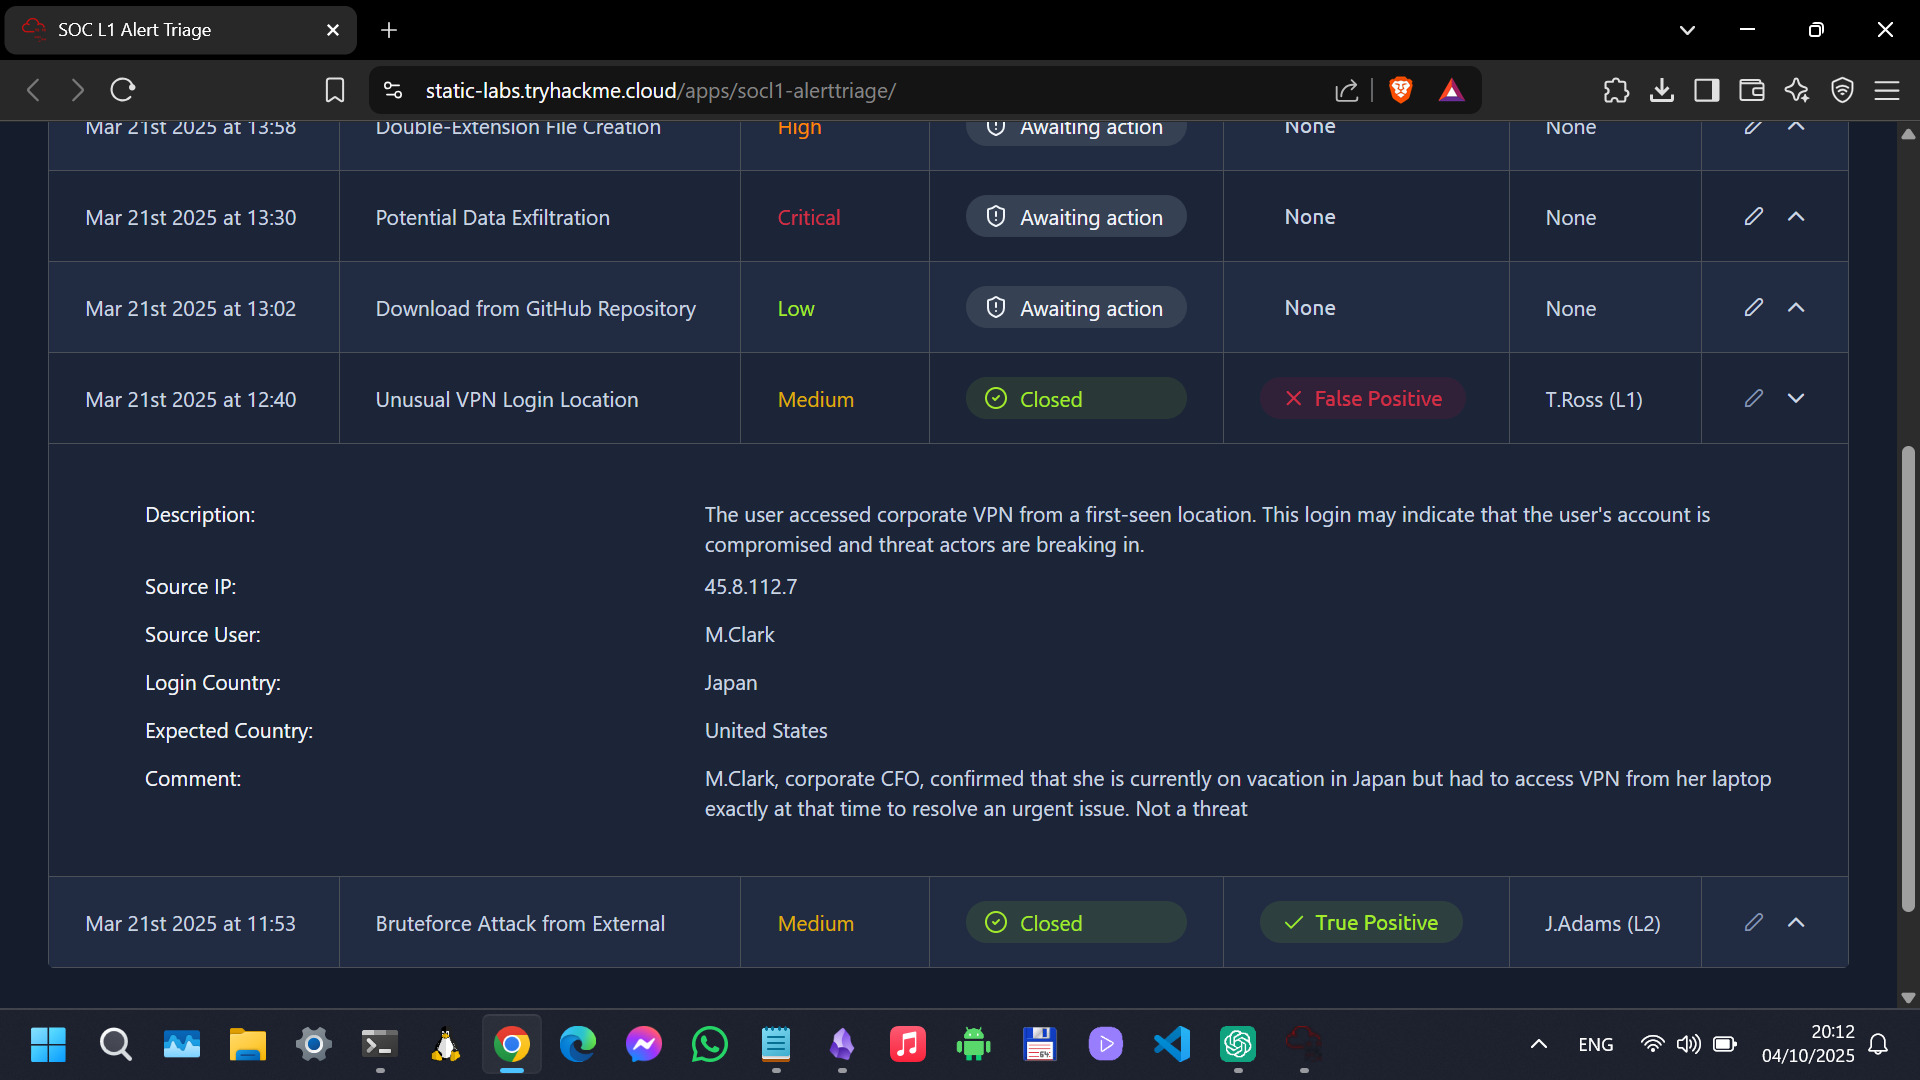 SOC L1 Alert Triage
static-labs.tryhackme.cloud/apps/socl1-alerttriage/
Mar 21st 2025 at 13:58 Double-Extension File Creation High Awaiting action None None
Mar 21st 2025 at 13:30 Potential Data Exfiltration Critical Awaiting action None None
Mar 21st 2025 at 13:02 Download from GitHub Repository Low Awaiting action None None
Mar 21st 2025 at 12:40 Unusual VPN Login Location Medium Closed False Positive T.Ross (L1)
Description: The user accessed corporate VPN from a first-seen location. This login may indicate that the user's account is
compromised and threat actors are breaking in.
Source IP: 45.8.112.7
Source User: M.Clark
Login Country: Japan
Expected Country: United States
Comment: M.Clark, corporate CFO, confirmed that she is currently on vacation in Japan but had to access VPN from her laptop
exactly at that time to resolve an urgent issue. Not a threat
Mar 21st 2025 at 11:53 Bruteforce Attack from External Medium Closed True Positive J.Adams (L2)
64
ENG
20:12
04/10/2025